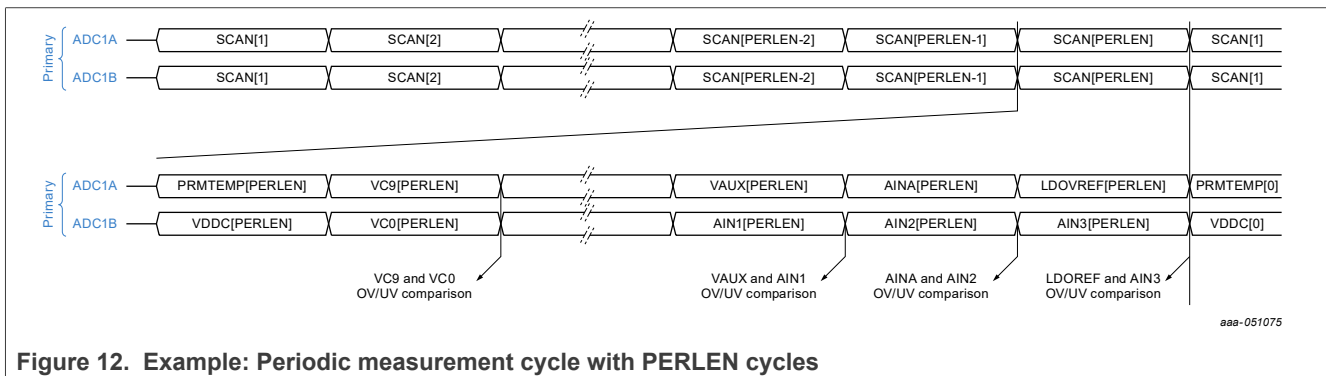 Primary
ADC1A
SCAN[1]
SCAN[2]
SCAN[PERLEN-2]
SCAN[PERLEN-1]
SCAN[PERLEN]
SCAN[1]
ADC1B
SCAN[1]
SCAN[2]
SCAN[PERLEN-2]
SCAN[PERLEN-1]
SCAN[PERLEN]
SCAN[1]
Primary
ADC1A
PRMTEMP[PERLEN]
VC9[PERLEN]
VAUX[PERLEN]
AINA[PERLEN]
LDOVREF[PERLEN]
PRMTEMP[0]
ADC1B
VDDC[PERLEN]
VC0[PERLEN]
AIN1[PERLEN]
AIN2[PERLEN]
AIN3[PERLEN]
VDDC[0]
VC9 and VC0
OV/UV comparison
VAUX and AIN1
OV/UV comparison
AINA and AIN2
OV/UV comparison
LDOREF and AIN3
OV/UV comparison
aaa-051075
Figure 12. Example: Periodic measurement cycle with PERLEN cycles